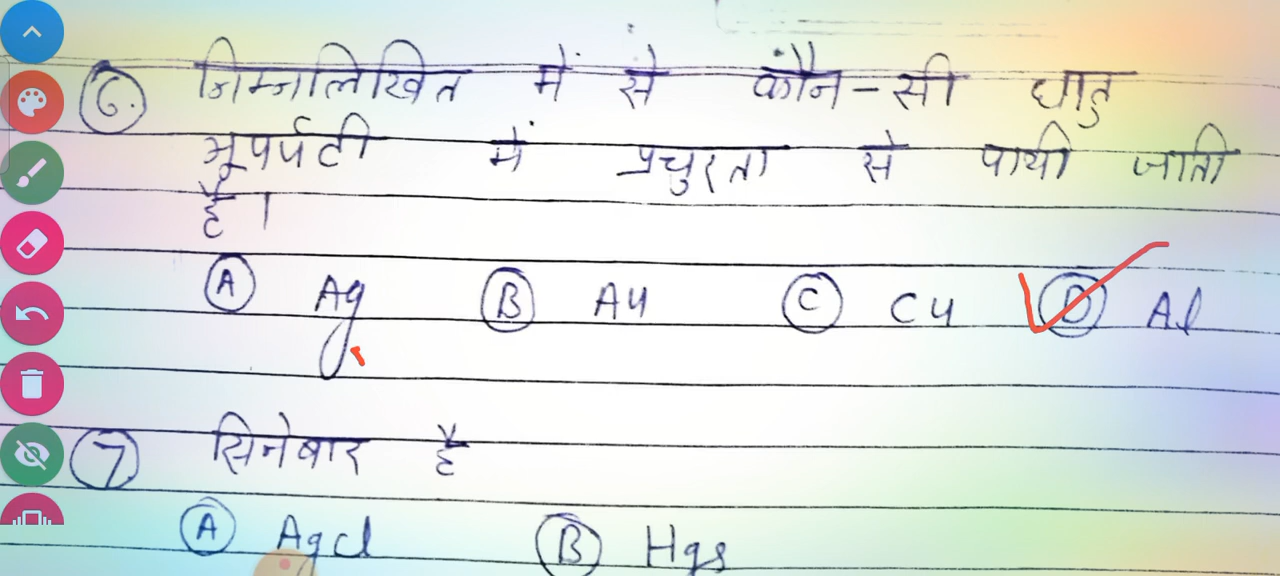 6. निम्नलिखित में से कौन-सी धातु
भूपर्पटी में प्रचुरता से पायी जाती
है।
A Ag B Au C Cu D Al
7 सिनेबार है
A Agcl B Hgs